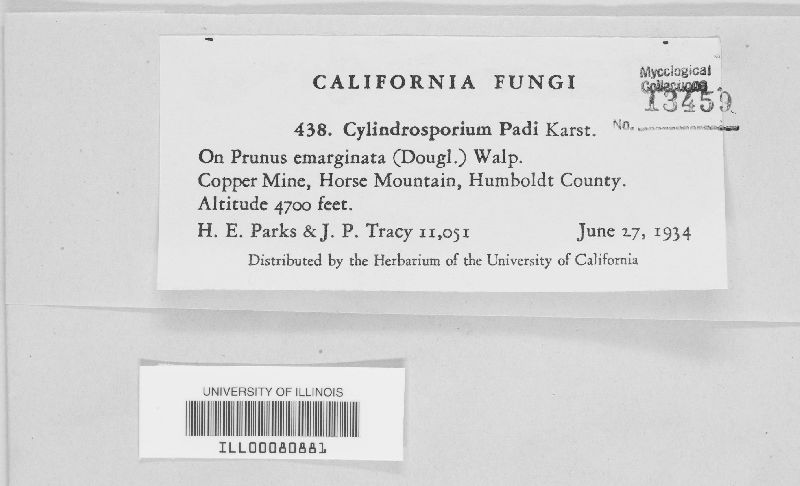 CALIFORNIA FUNGI
Mycological
Collections
13459
No.
438. Cylindrosporium Padi Karst.
On Prunus emarginata (Dougl.) Walp.
Copper Mine, Horse Mountain, Humboldt County.
Altitude 4700 feet.
H. E. Parks & J. P. Tracy 11,051 June 27, 1934
Distributed by the Herbarium of the University of California
UNIVERSITY OF ILLINOIS
ILL00080881